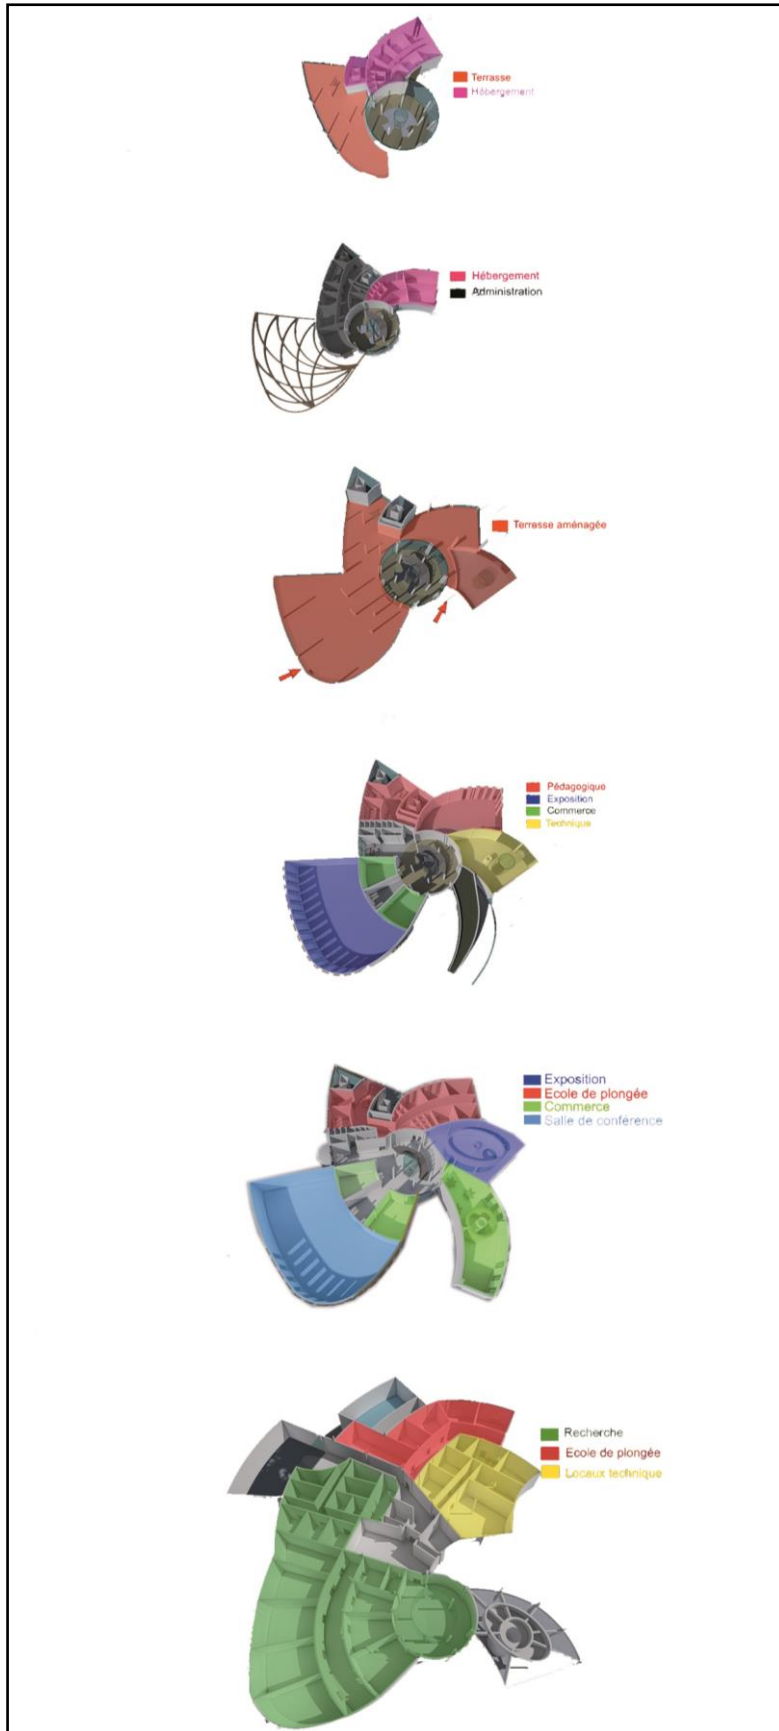 Terrasse
Hébergement
Hébergement
Administration
Terrasse aménagée
Pédagogique
Exposition
Commerce
Technique
Exposition
Ecole de plongée
Commerce
Salle de conférence
Recherche
Ecole de plongée
Locaux technique